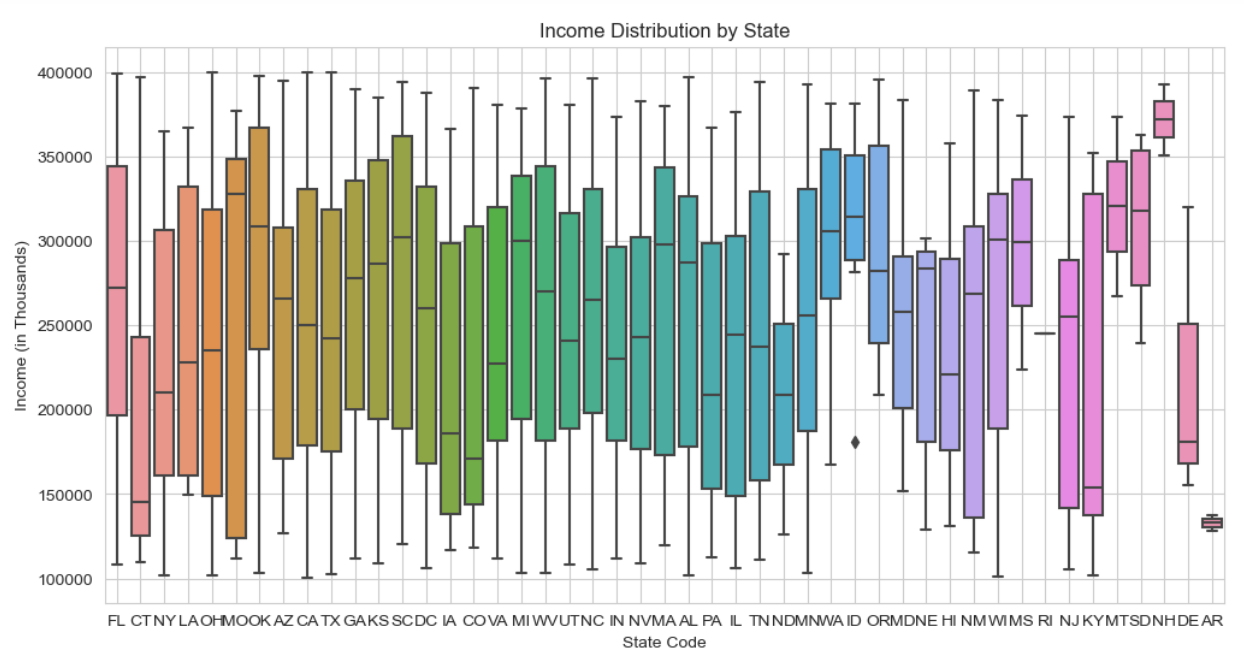 Income Distribution by State
Income (in Thousands)
400000
350000
300000
250000
200000
150000
100000
FL CT NY LA OH MO OK AZ CA TX GA KS SC DC IA CO VA MI WV UT NC IN NV MA AL PA IL TN ND MN WA ID OR MD NE HI NM WI MS RI NJ KY MT SD NH DE AR
State Code